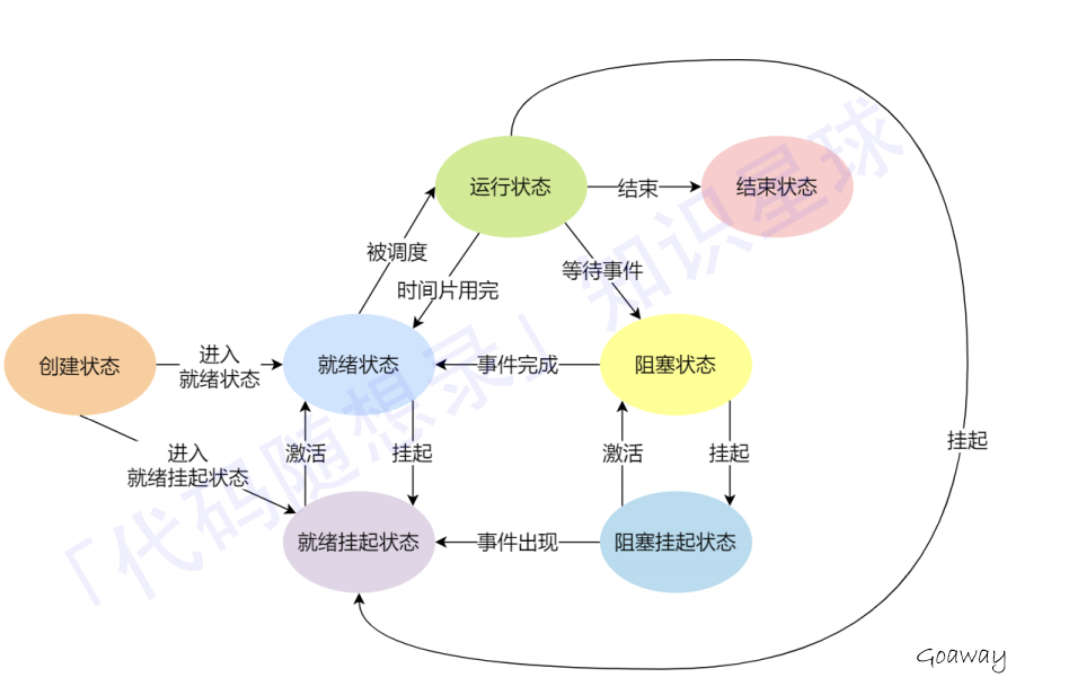 运行状态
结束
结束状态
被调度
时间片用完
等待事件
创建状态
进入
就绪状态
就绪状态
事件完成
阻塞状态
进入
就绪挂起状态
激活
挂起
激活
挂起
挂起
就绪挂起状态
事件出现
阻塞挂起状态
「代码随想录」知识星球
Goaway